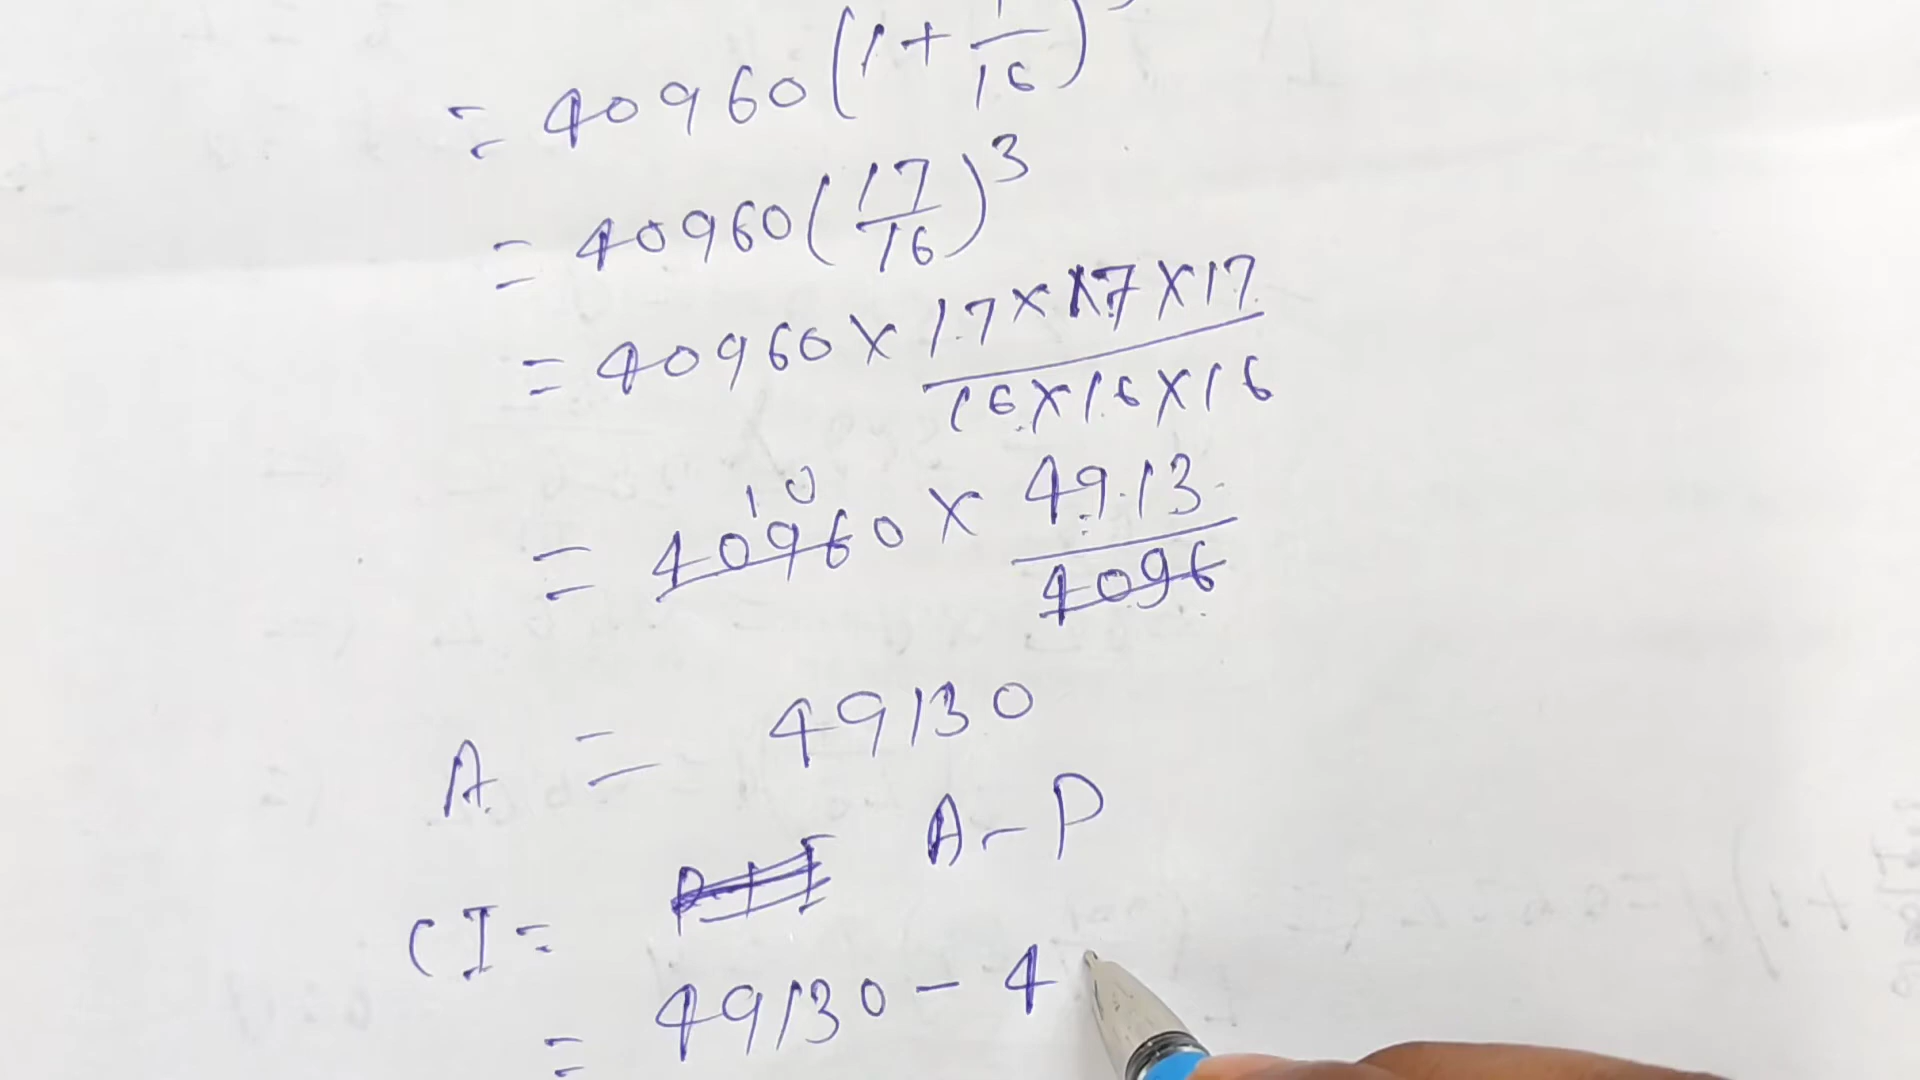 = 40960 (1 + 1/16)
= 40960 (17/16)³
= 40960 × 17 × 17 × 17 / 16 × 16 × 16
10
= 40960 × 4913 / 4096
A = 49130
CI = A - P
= 49130 - 4